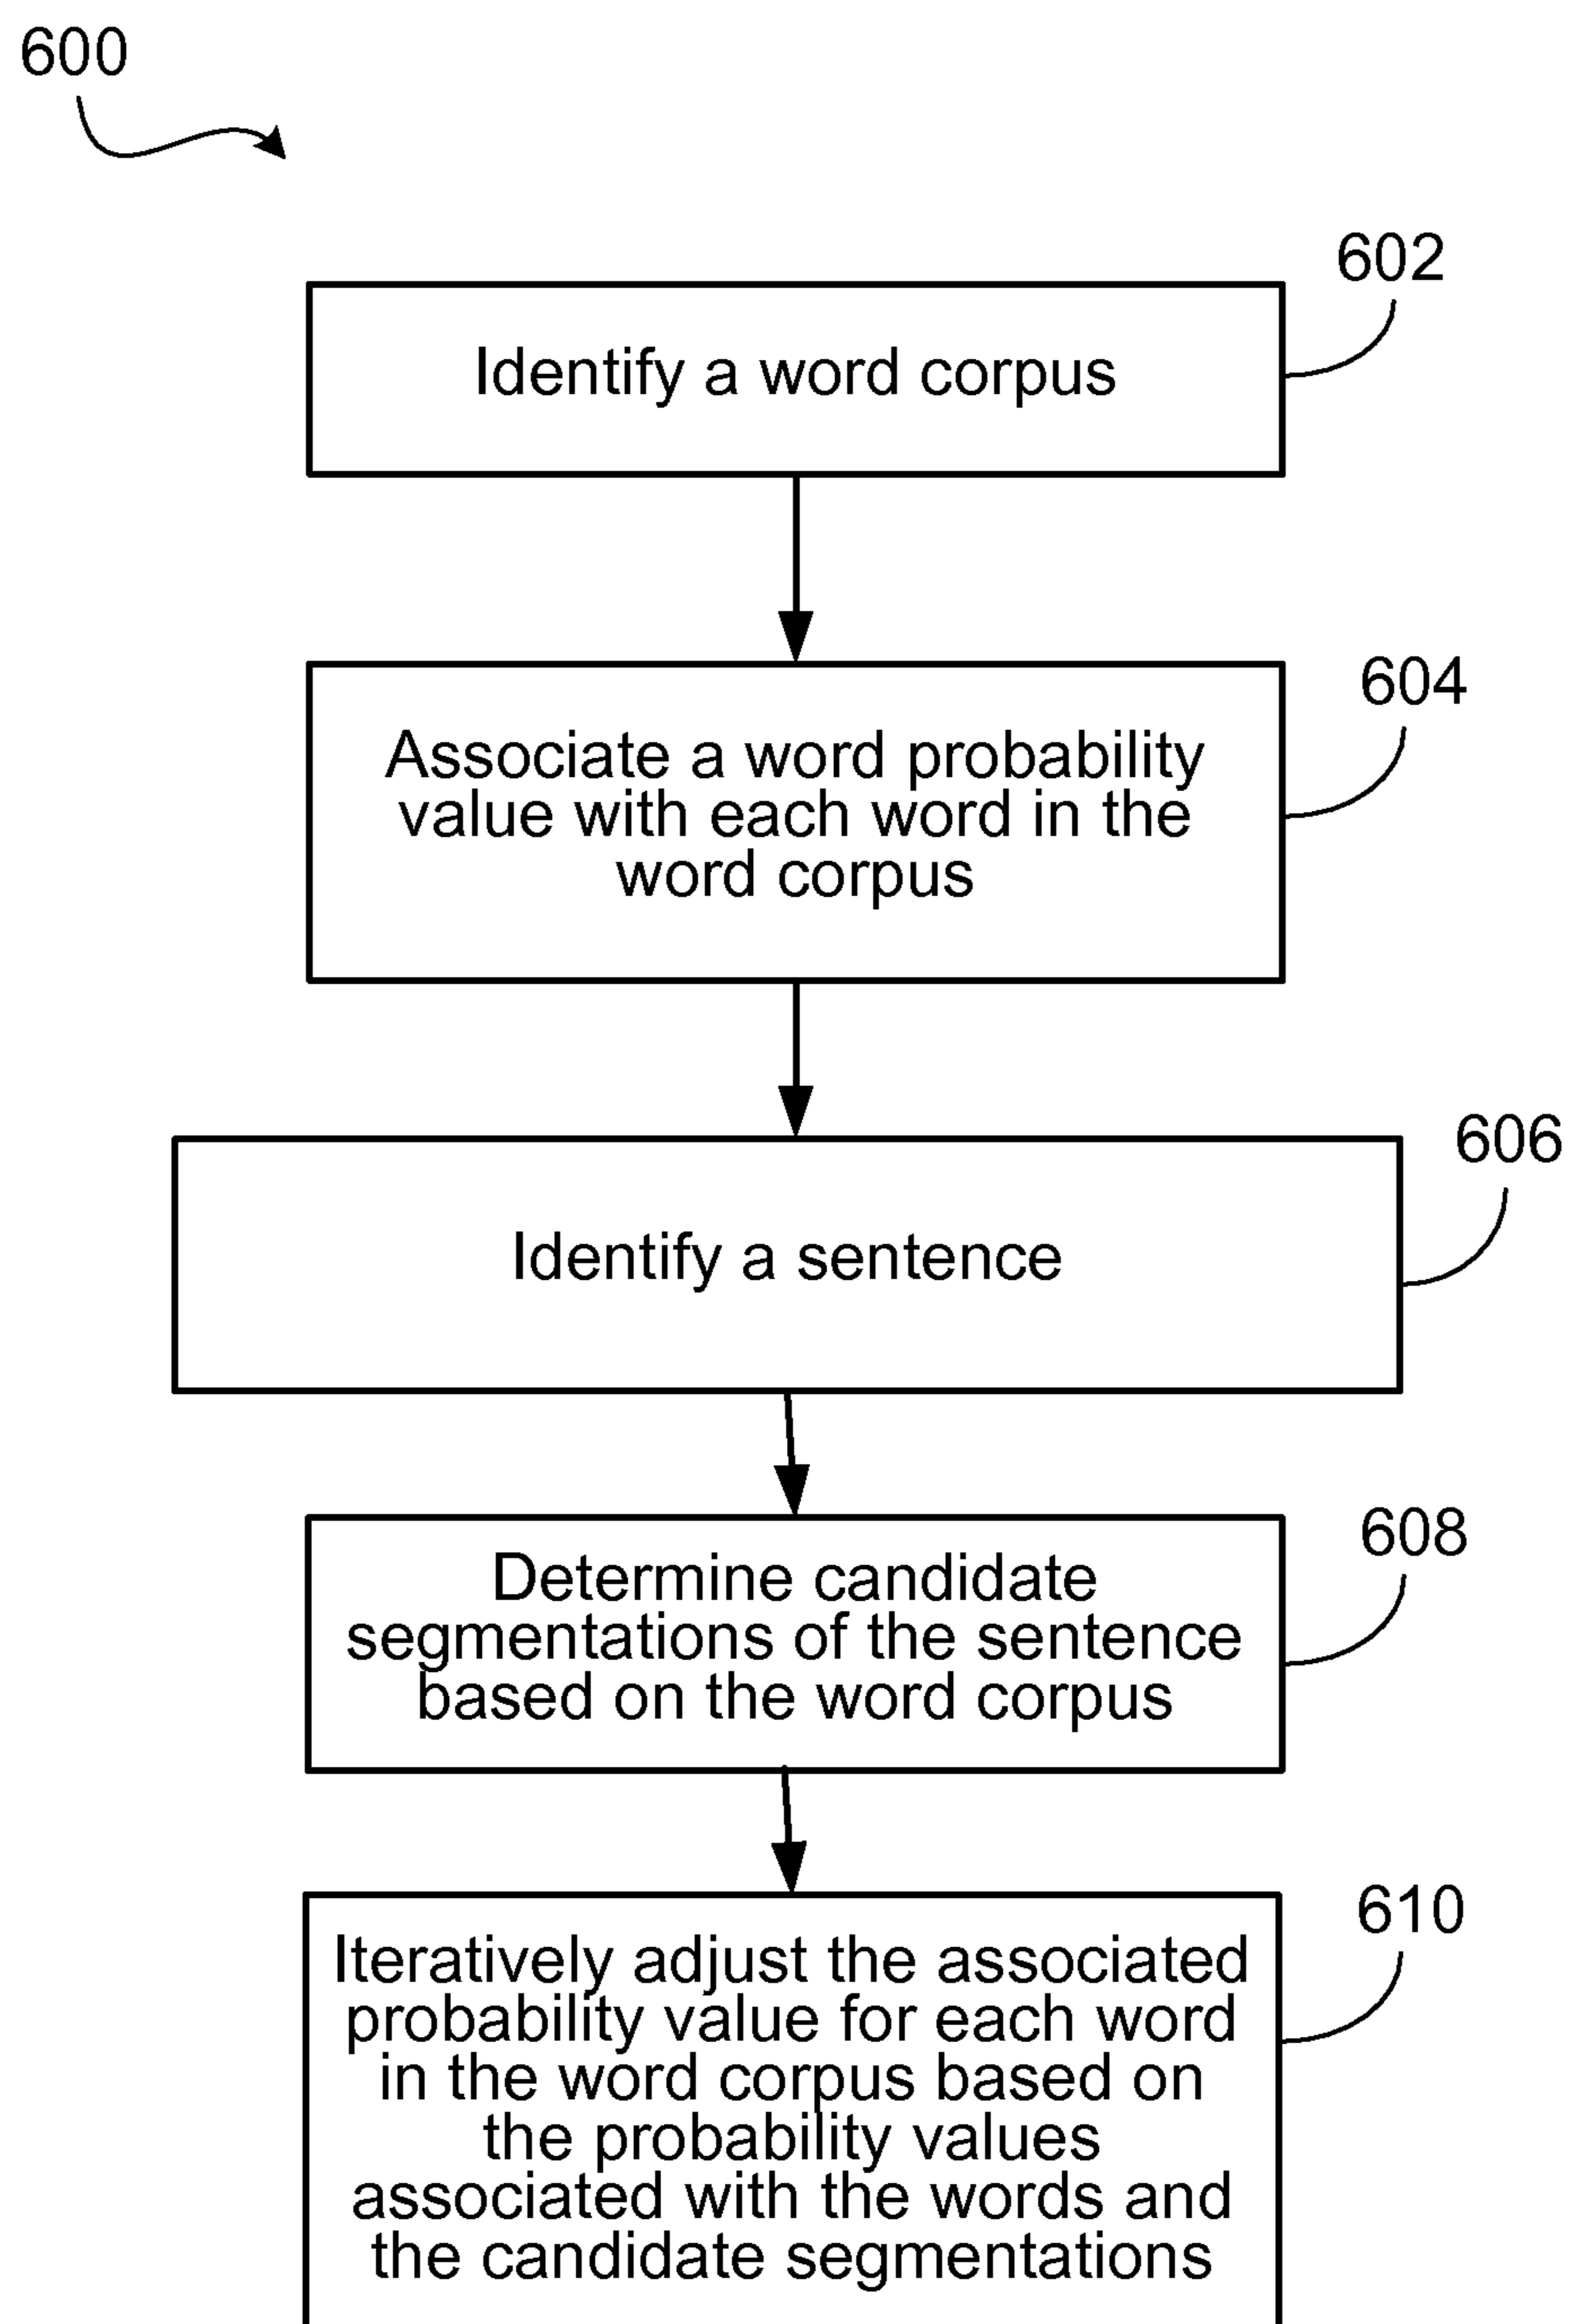 600
602
Identify a word corpus
604
Associate a word probability
value with each word in the
word corpus
606
Identify a sentence
608
Determine candidate
segmentations of the sentence
based on the word corpus
610
Iteratively adjust the associated
probability value for each word
in the word corpus based on
the probability values
associated with the words and
the candidate segmentations